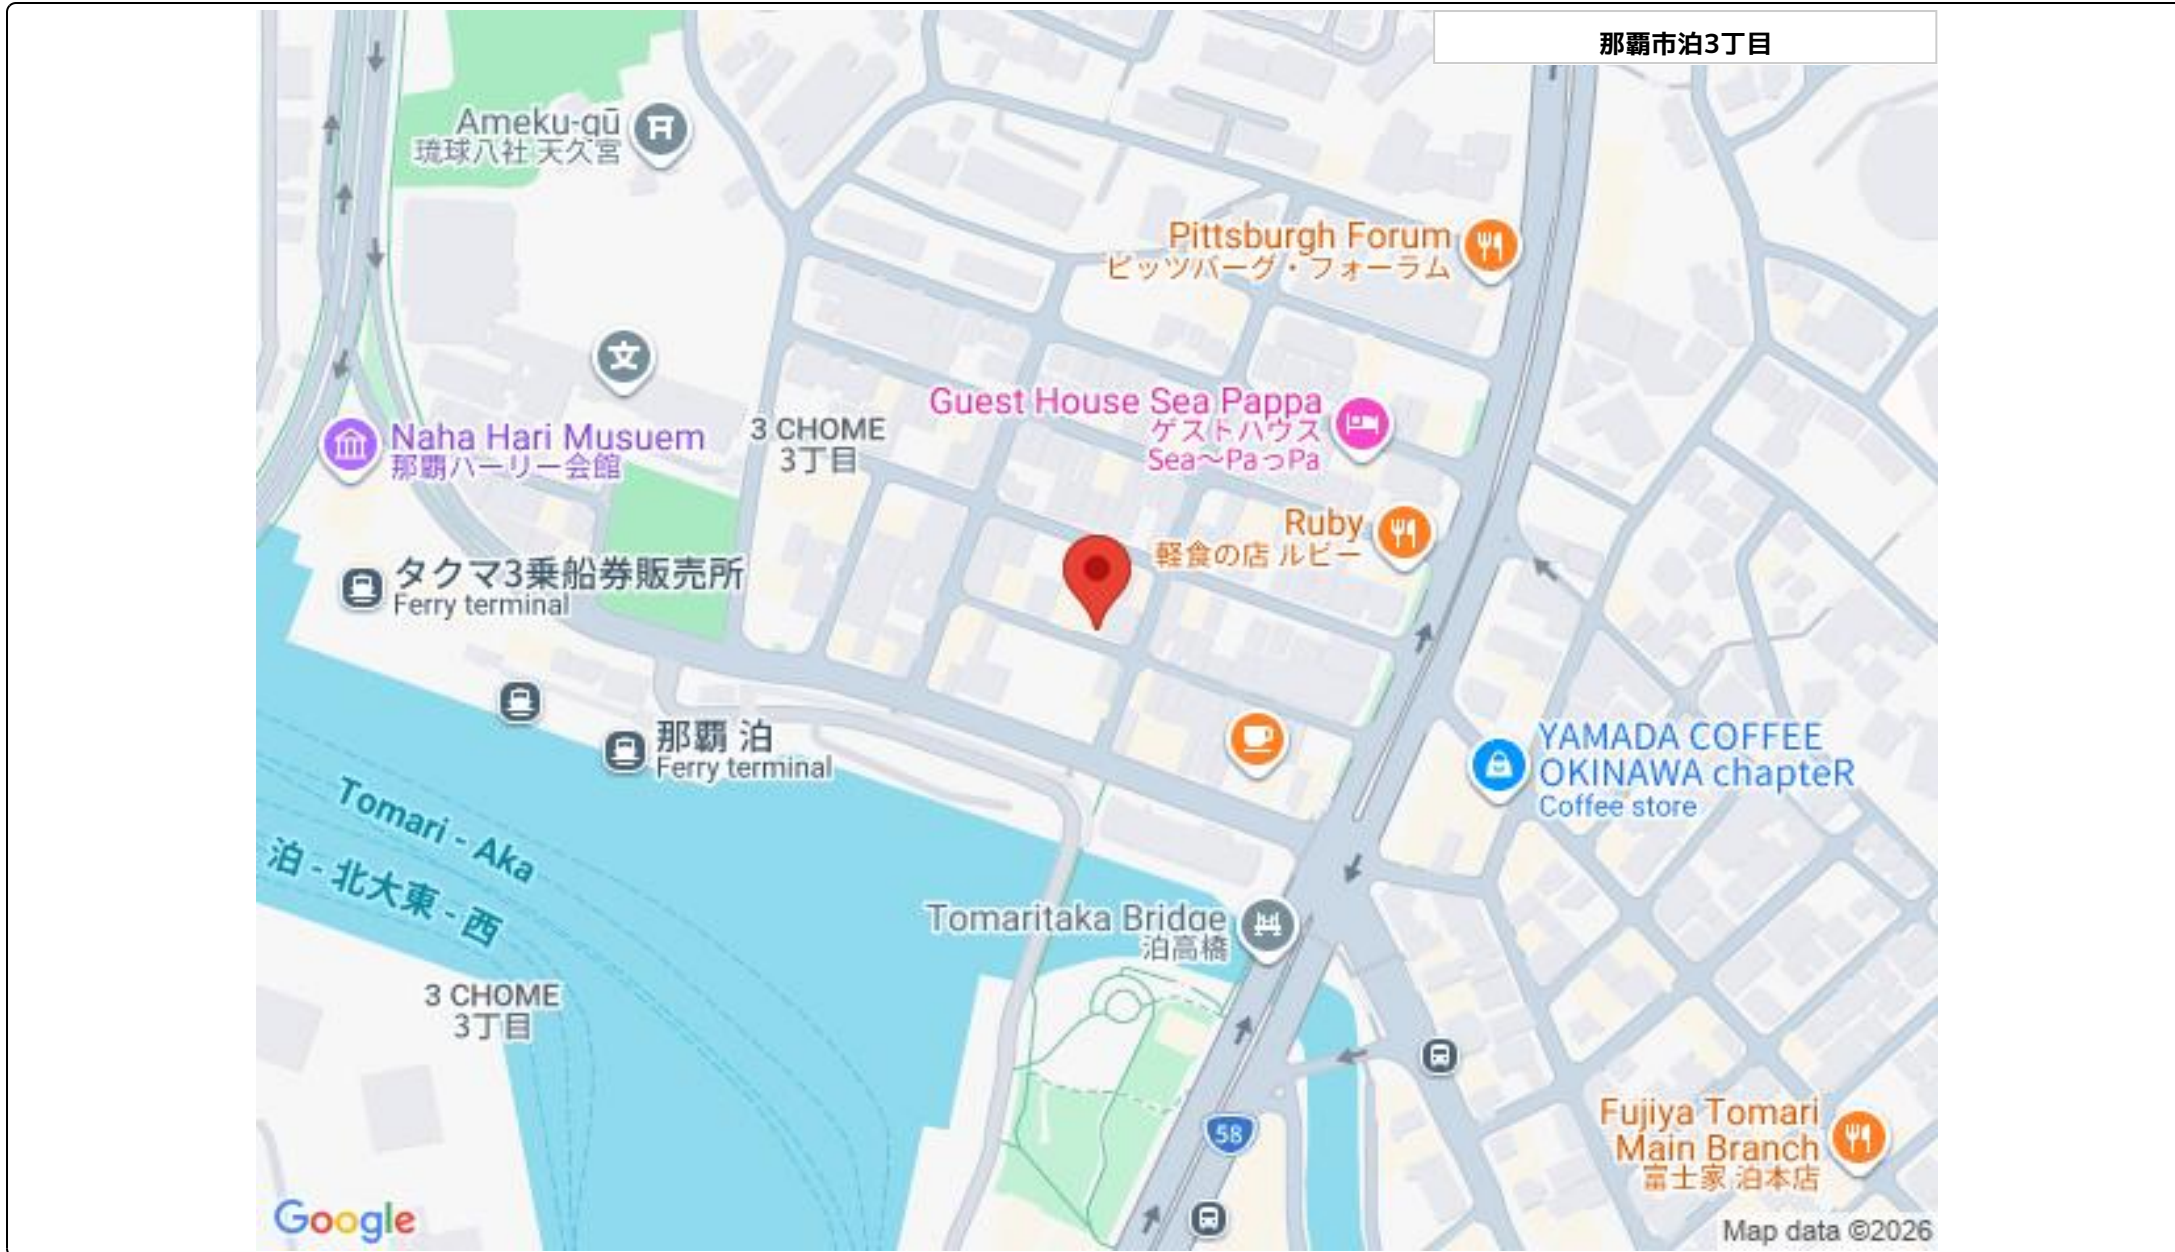 那覇市泊3丁目
Ameku-gū
琉球八社 天久宮
Pittsburgh Forum
ピッツバーグ・フォーラム
文
Guest House Sea Pappa
ゲストハウス
Sea〜PaっPa
3 CHOME
3丁目
Naha Hari Musuem
那覇ハーリー会館
Ruby
軽食の店 ルビー
タクマ3乗船券販売所
Ferry terminal
那覇 泊
Ferry terminal
YAMADA COFFEE
OKINAWA chapteR
Coffee store
Tomari - Aka
泊 - 北大東 - 西
Tomaritaka Bridge
泊高橋
3 CHOME
3丁目
58
Fujiya Tomari
Main Branch
富士家 泊本店
Google
Map data ©2026